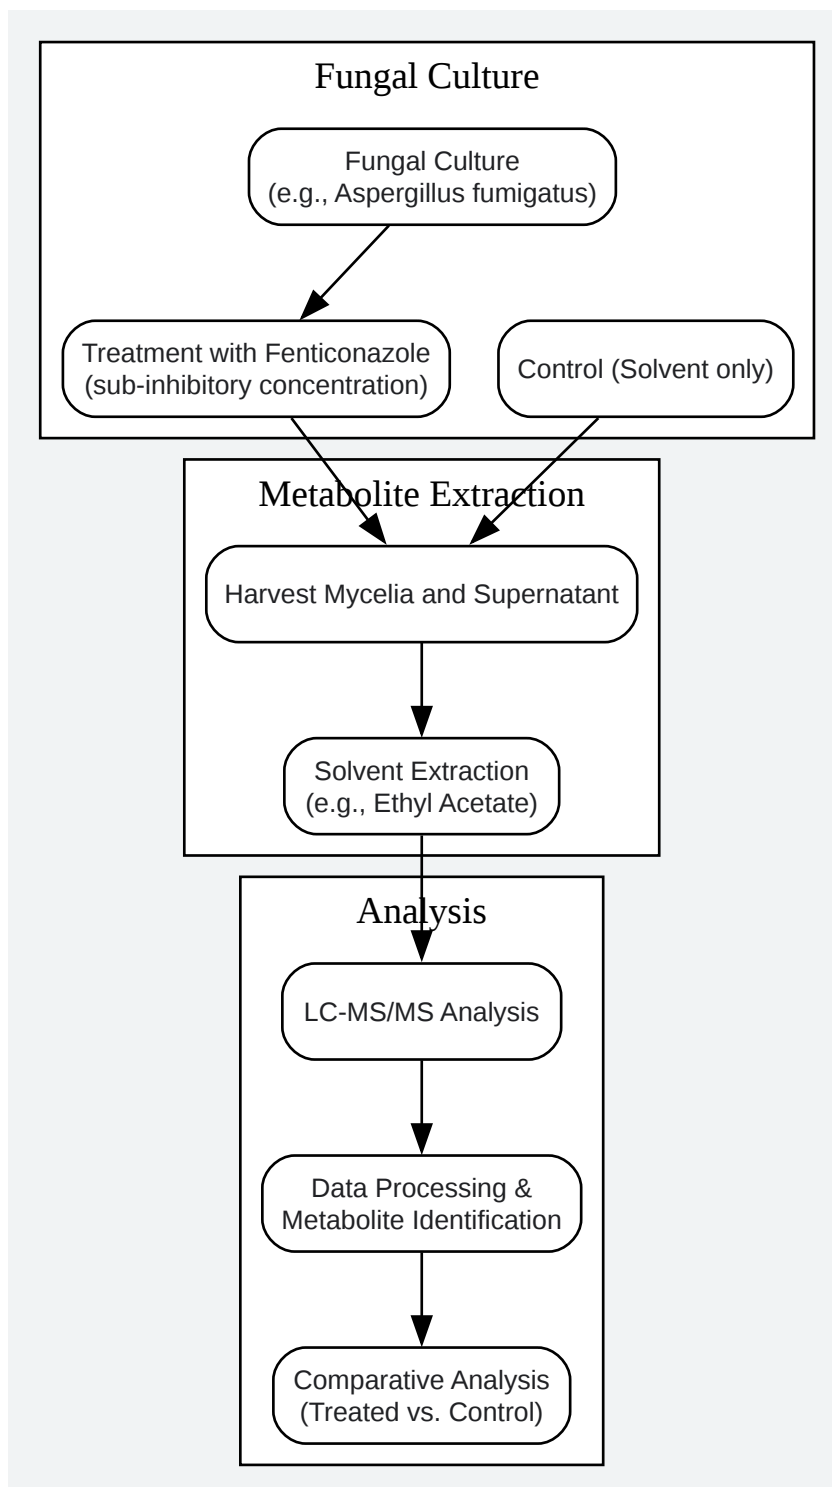 Fungal Culture
Fungal Culture
(e.g., Aspergillus fumigatus)
Treatment with Fenticonazole
(sub-inhibitory concentration)
Control (Solvent only)
Metabolite Extraction
Harvest Mycelia and Supernatant
Solvent Extraction
(e.g., Ethyl Acetate)
Analysis
LC-MS/MS Analysis
Data Processing &
Metabolite Identification
Comparative Analysis
(Treated vs. Control)